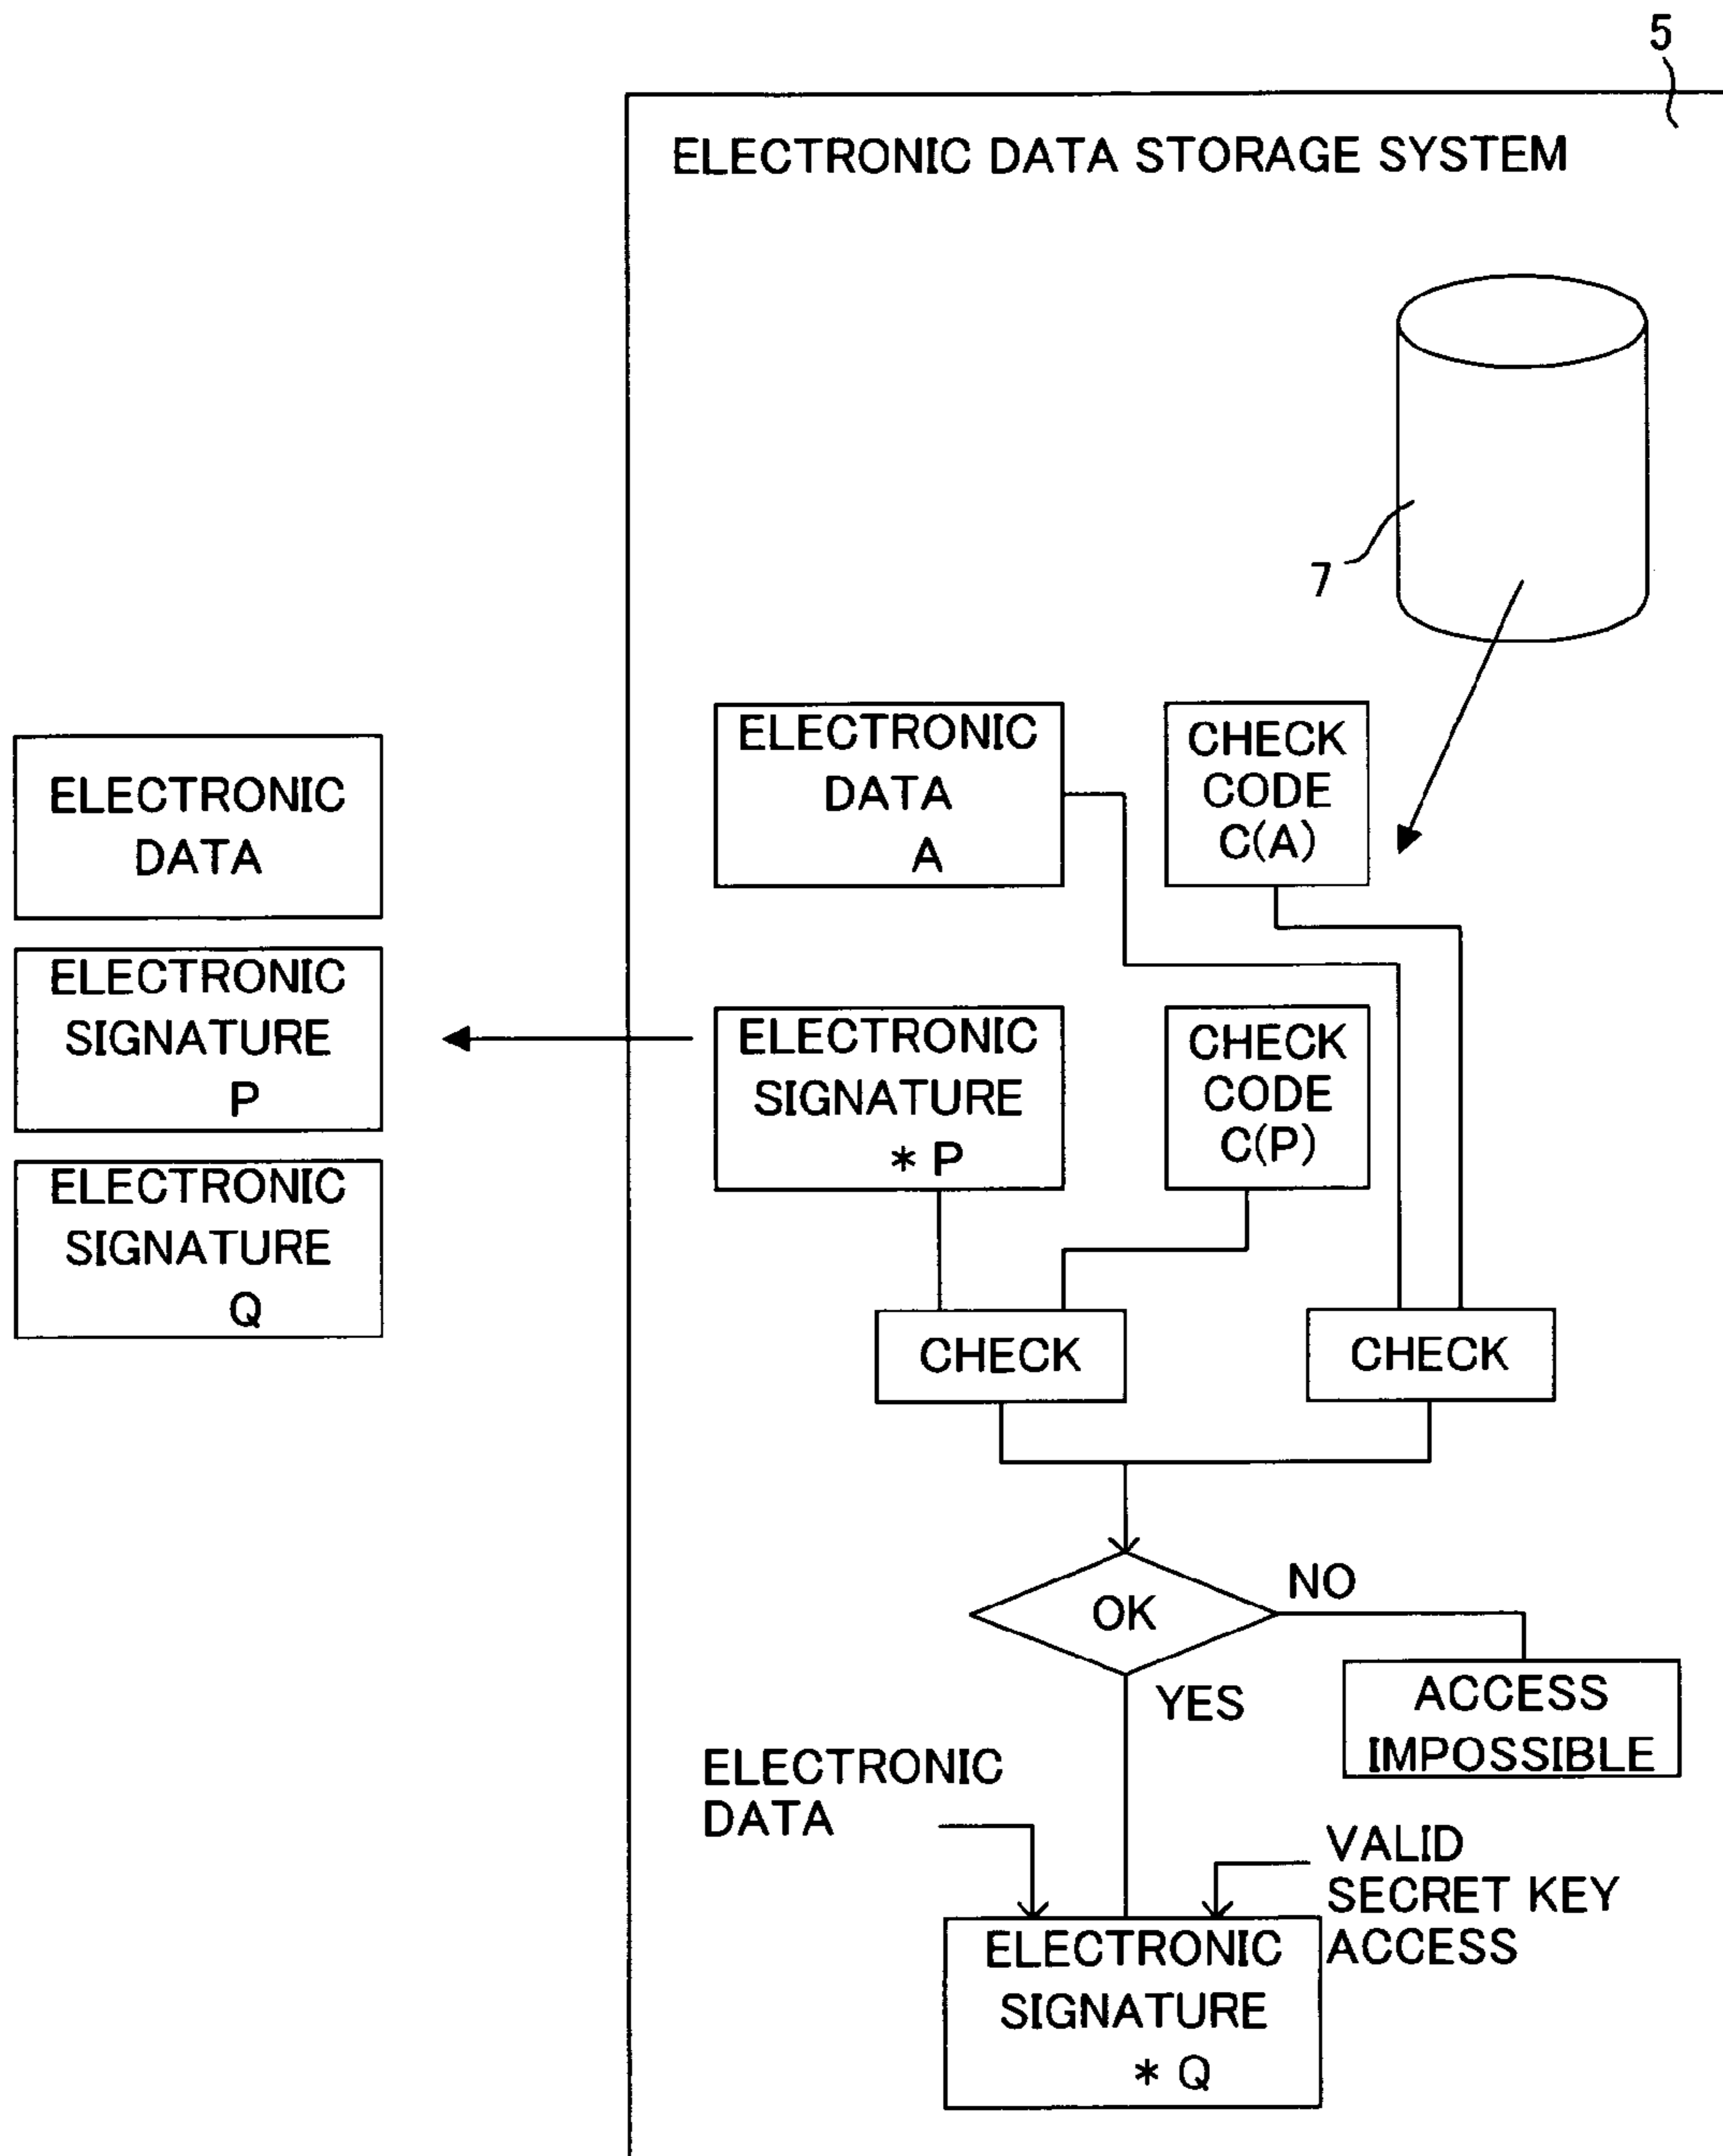 5
ELECTRONIC DATA STORAGE SYSTEM
7
ELECTRONIC
DATA
A
CHECK
CODE
C(A)
ELECTRONIC
DATA
ELECTRONIC
SIGNATURE
P
ELECTRONIC
SIGNATURE
Q
ELECTRONIC
SIGNATURE
* P
CHECK
CODE
C(P)
CHECK
CHECK
OK
NO
YES
ACCESS
IMPOSSIBLE
ELECTRONIC
DATA
VALID
SECRET KEY
ACCESS
ELECTRONIC
SIGNATURE
* Q